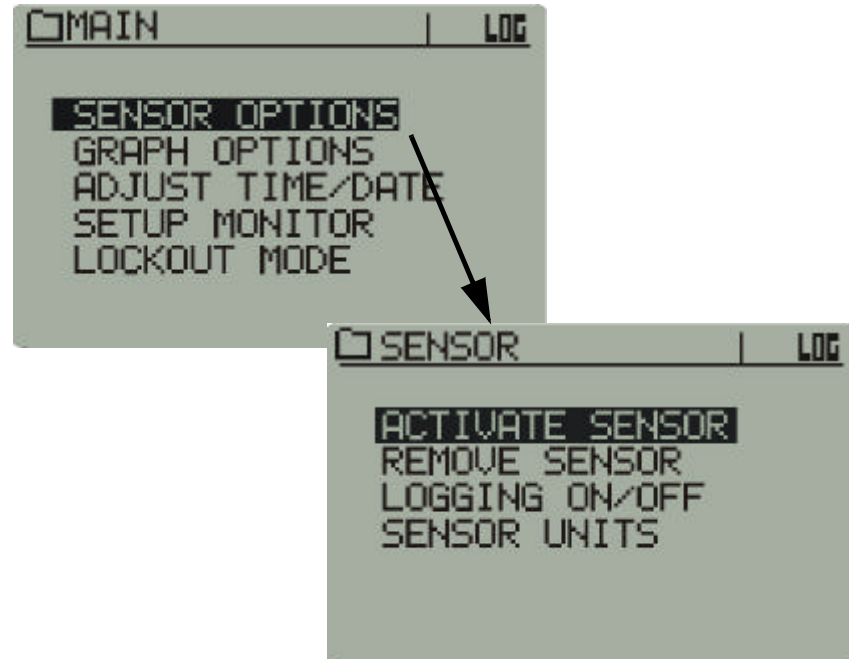 MAIN | LOG
SENSOR OPTIONS
GRAPH OPTIONS
ADJUST TIME/DATE
SETUP MONITOR
LOCKOUT MODE
SENSOR | LOG
ACTIVATE SENSOR
REMOVE SENSOR
LOGGING ON/OFF
SENSOR UNITS